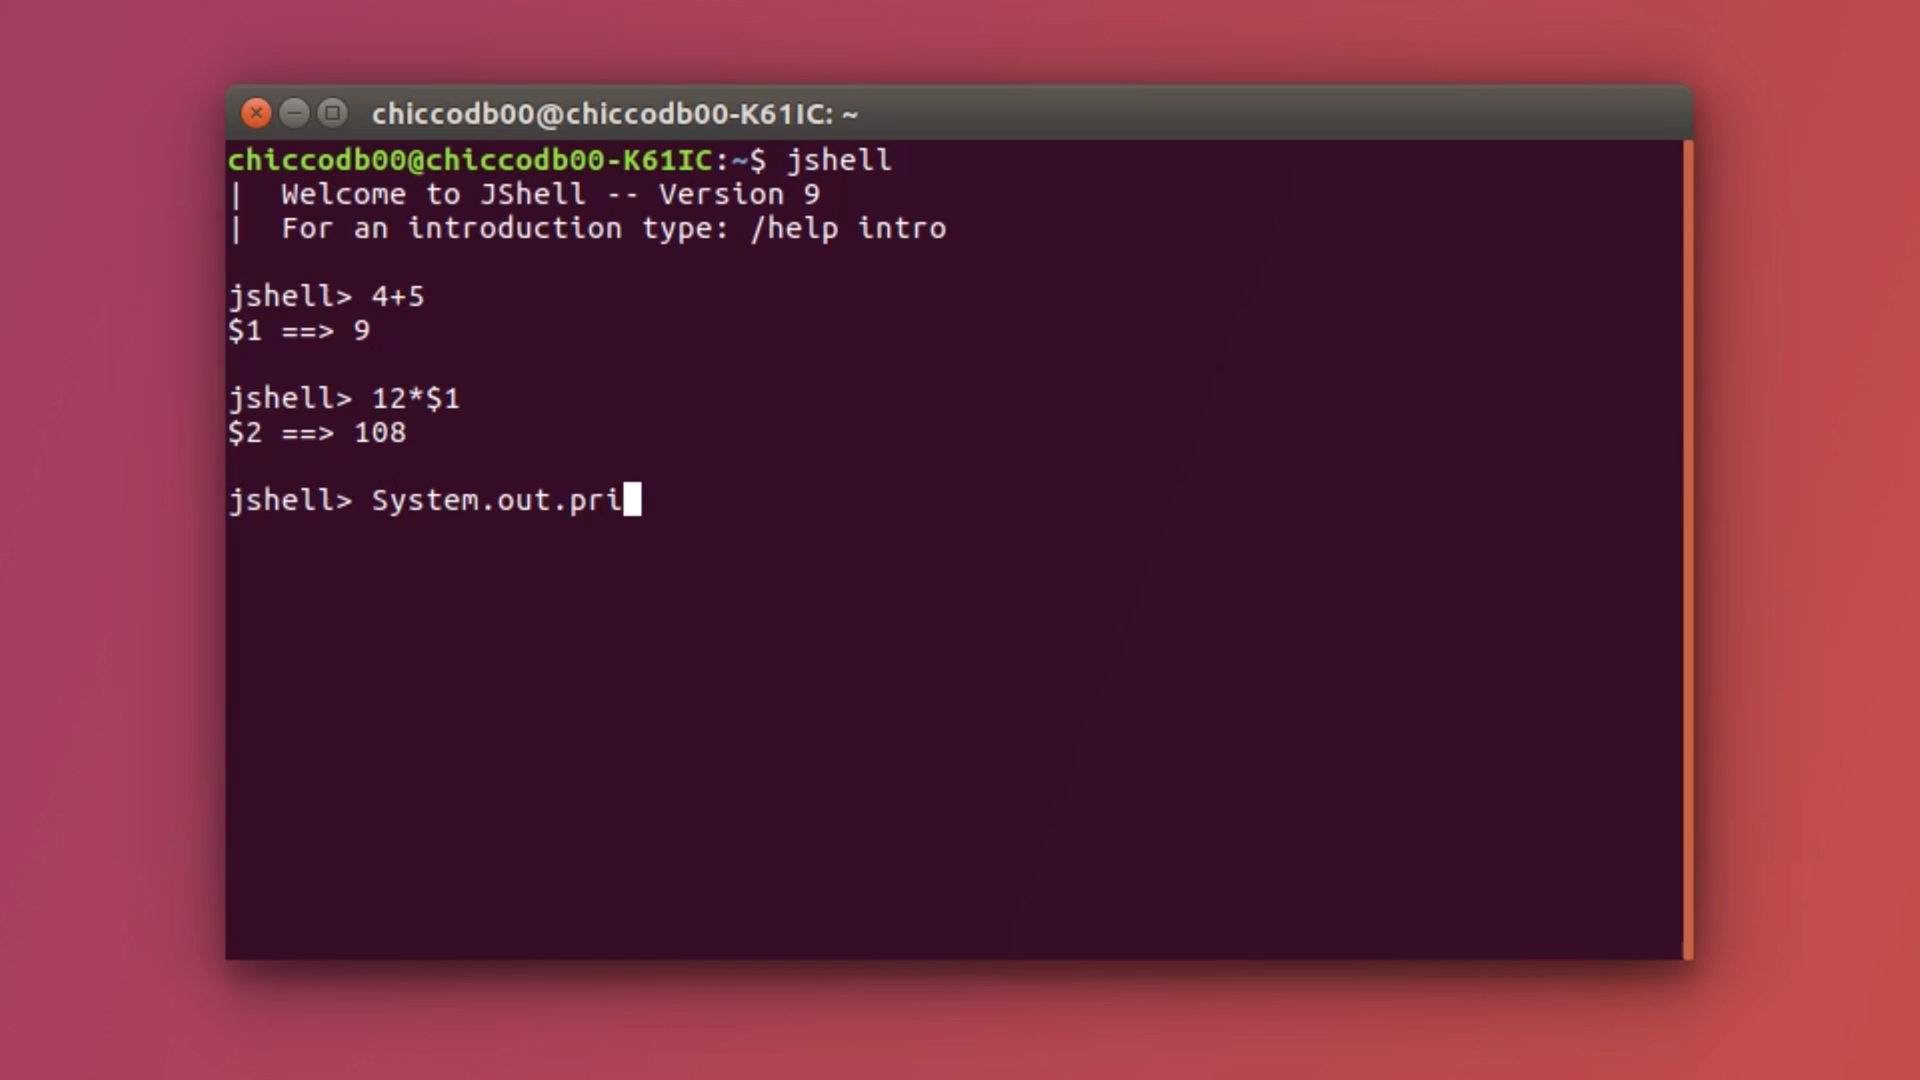 chiccodb00@chiccodb00-K61IC: ~
chiccodb00@chiccodb00-K61IC:~$ jshell
|  Welcome to JShell -- Version 9
|  For an introduction type: /help intro
jshell> 4+5
$1 ==> 9
jshell> 12*$1
$2 ==> 108
jshell> System.out.pri